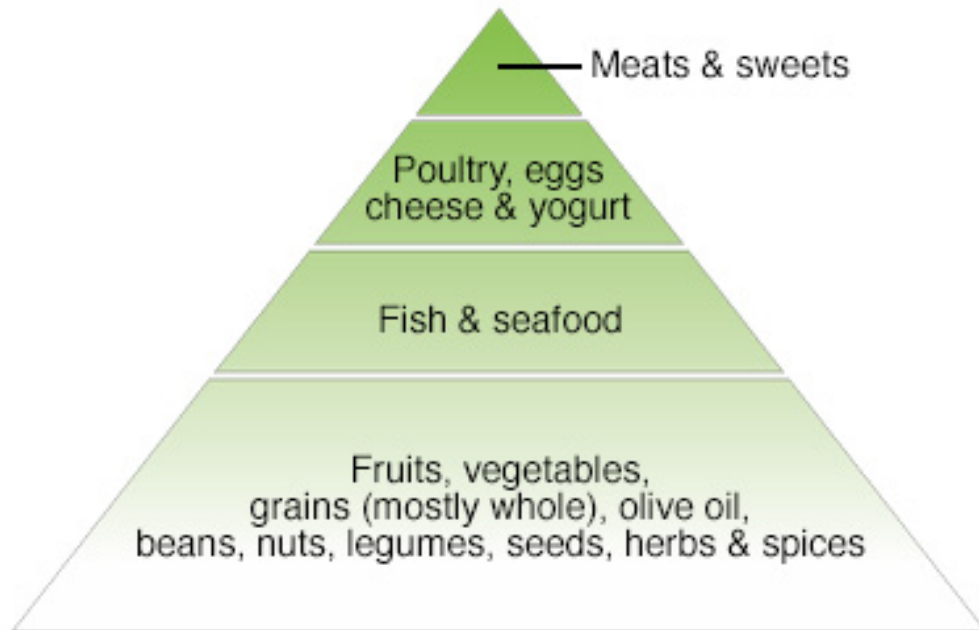 Meats & sweets
Poultry, eggs
cheese & yogurt
Fish & seafood
Fruits, vegetables,
grains (mostly whole), olive oil,
beans, nuts, legumes, seeds, herbs & spices